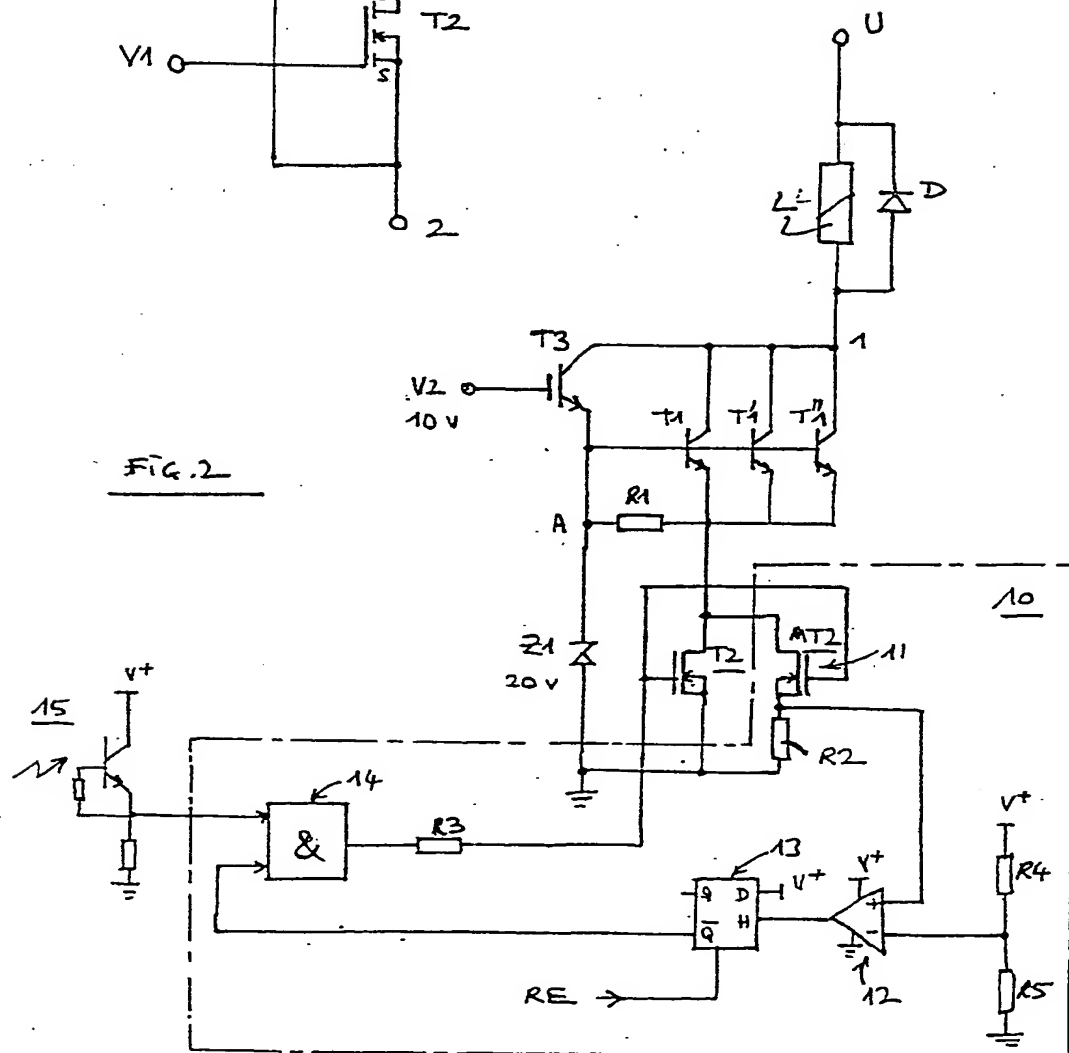 T2
V1
S
2
U
L
D
T3
1
V2
10 V
T1 T'1 T"1
FIG.2
R1
A
10
Z1
20 V
T2
MT2
11
V+
15
R2
14
&
R3
V+
13
V+
R4
Q D V+
Q̅ H
+
-
12
RE
R5